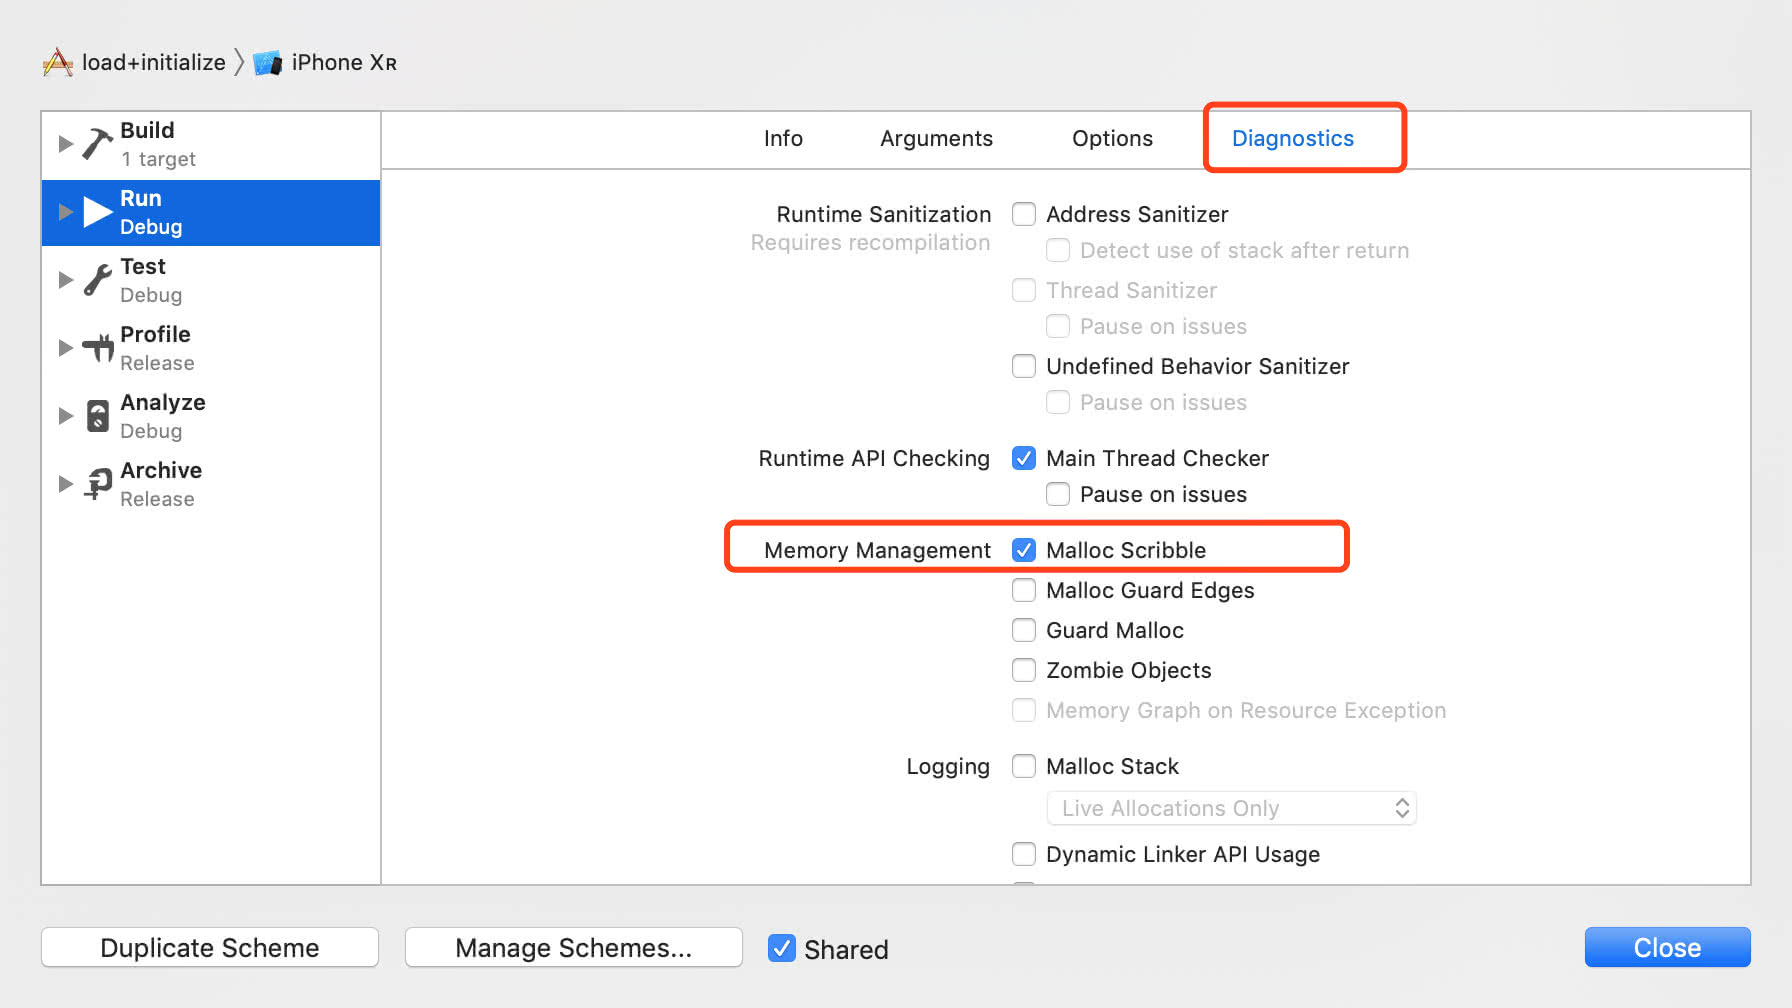 load+initialize iPhone Xʀ
Build
1 target
Run
Debug
Test
Debug
Profile
Release
Analyze
Debug
Archive
Release
Info Arguments Options Diagnostics
Runtime Sanitization Address Sanitizer
Requires recompilation
Detect use of stack after return
Thread Sanitizer
Pause on issues
Undefined Behavior Sanitizer
Pause on issues
Runtime API Checking Main Thread Checker
Pause on issues
Memory Management Malloc Scribble
Malloc Guard Edges
Guard Malloc
Zombie Objects
Memory Graph on Resource Exception
Logging Malloc Stack
Live Allocations Only
Dynamic Linker API Usage
Duplicate Scheme Manage Schemes... Shared Close